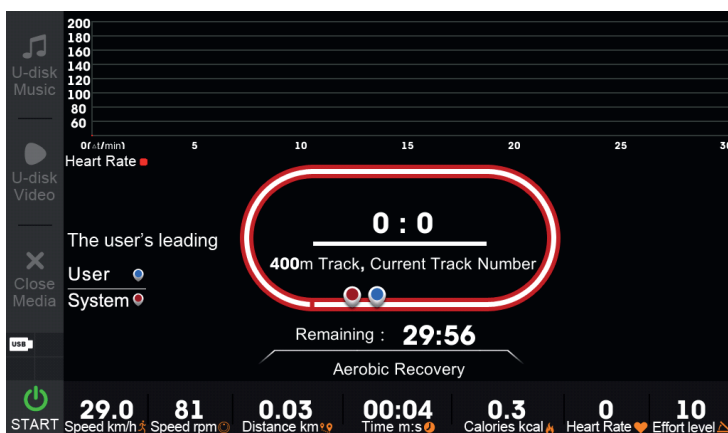 U-disk
Music
U-disk
Video
Close
Media
USB
START
200
180
160
140
120
100
80
60
0(△t/min) 5 10 15 20 25 30
Heart Rate
The user's leading
User
System
0 : 0
400m Track, Current Track Number
Remaining : 29:56
Aerobic Recovery
29.0 81 0.03 00:04 0.3 0 10
Speed km/h Speed rpm Distance km Time m:s Calories kcal Heart Rate Effort level